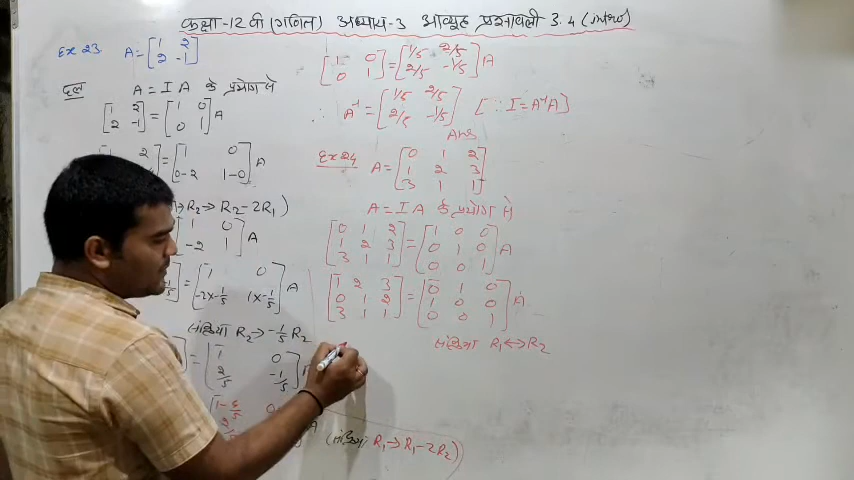 कक्षा-12 वी (गणित) अध्याय-3 आव्यूह प्रश्नावली 3.4 (intro)
Ex 23. A = [1 2; 2 -1]
हल A = I A के प्रयोग से
[1 2; 2 -1] = [1 0; 0 1] A
2 = [1 0; 0-2 1-0] A
R2 → R2-2R1)
1 0
-2 1] A
= [1 0; -2x-1/5 1x-1/5] A
संक्रिया R2 → -1/5 R2
= [1 0; 2/5 -1/5]
(संक्रिया R1 → R1-2R2)
[1 0; 0 1] = [1/5 2/5; 2/5 -1/5] A
∴ A⁻¹ = [1/5 2/5; 2/5 -1/5] [∵ I = A⁻¹A]
Ans
Ex 24 A = [0 1 2; 1 2 3; 3 1 1]
A = I A के प्रयोग से
[0 1 2; 1 2 3; 3 1 1] = [1 0 0; 0 1 0; 0 0 1] A
[1 2 3; 0 1 2; 3 1 1] = [0 1 0; 1 0 0; 0 0 1] A
संक्रिया R1 ↔ R2